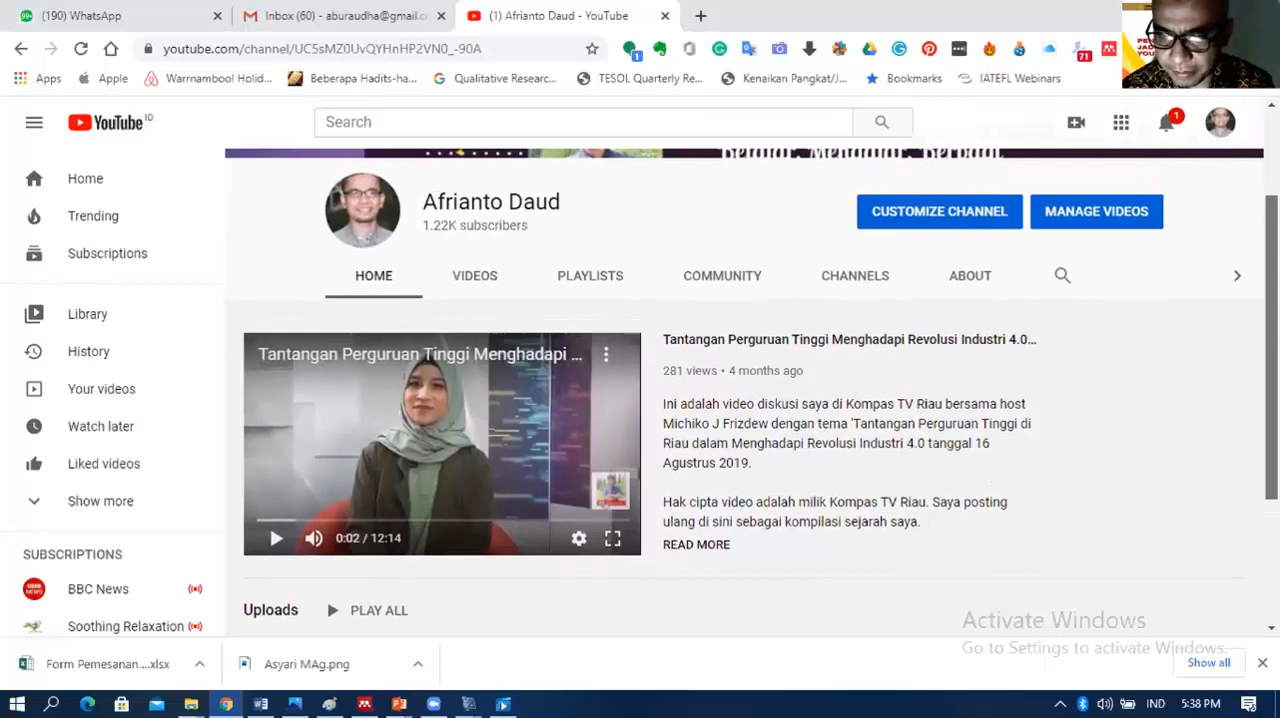 (190) WhatsApp
Inbox (60) - aburaudha@gmail.c
(1) Afrianto Daud - YouTube
youtube.com/channel/UC5sMZ0UvQYHnHP2VN0_-90A
1
71
Apps
Apple
Warrnambool Holid...
Beberapa Hadits-ha...
Qualitative Researc...
TESOL Quarterly Re...
Kenaikan Pangkat/J...
Bookmarks
IATEFL Webinars
YouTube ID
Search
1
Belajar. Mengajar. Berbagi.
Home
Trending
Subscriptions
Library
History
Your videos
Watch later
Liked videos
Show more
SUBSCRIPTIONS
BBC News
Soothing Relaxation
Afrianto Daud
1.22K subscribers
CUSTOMIZE CHANNEL
MANAGE VIDEOS
HOME
VIDEOS
PLAYLISTS
COMMUNITY
CHANNELS
ABOUT
Tantangan Perguruan Tinggi Menghadapi ...
0:02 / 12:14
Tantangan Perguruan Tinggi Menghadapi Revolusi Industri 4.0...
281 views • 4 months ago
Ini adalah video diskusi saya di Kompas TV Riau bersama host
Michiko J Frizdew dengan tema 'Tantangan Perguruan Tinggi di
Riau dalam Menghadapi Revolusi Industri 4.0 tanggal 16
Agustrus 2019.
Hak cipta video adalah milik Kompas TV Riau. Saya posting
ulang di sini sebagai kompilasi sejarah saya.
READ MORE
Uploads
PLAY ALL
Activate Windows
Go to Settings to activate Windows.
Form Pemesanan....xlsx
Asyari MAg.png
Show all
IND
5:38 PM